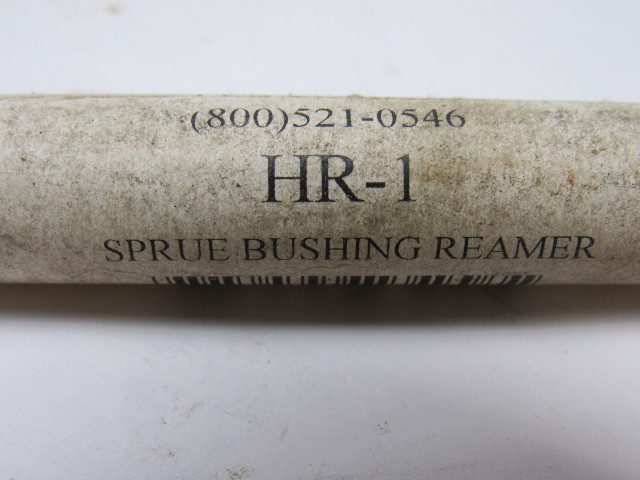 (800)521-0546
HR-1
SPRUE BUSHING REAMER